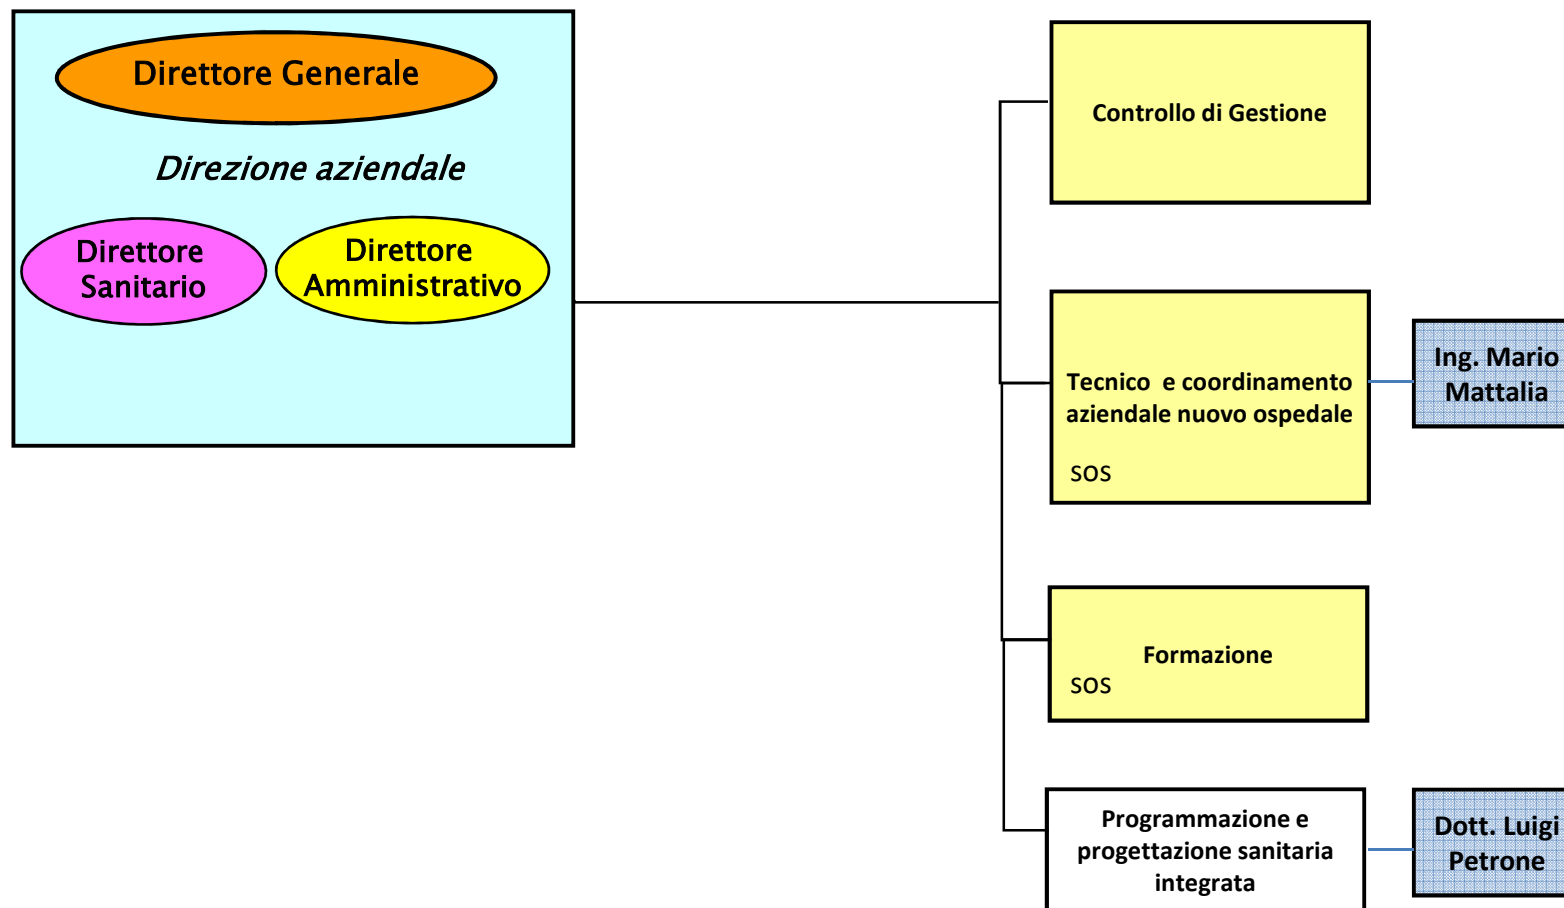 Direttore Generale
Direzione aziendale
Direttore
Sanitario
Direttore
Amministrativo
Controllo di Gestione
Tecnico e coordinamento
aziendale nuovo ospedale
SOS
Ing. Mario
Mattalia
Formazione
SOS
Programmazione e
progettazione sanitaria
integrata
Dott. Luigi
Petrone